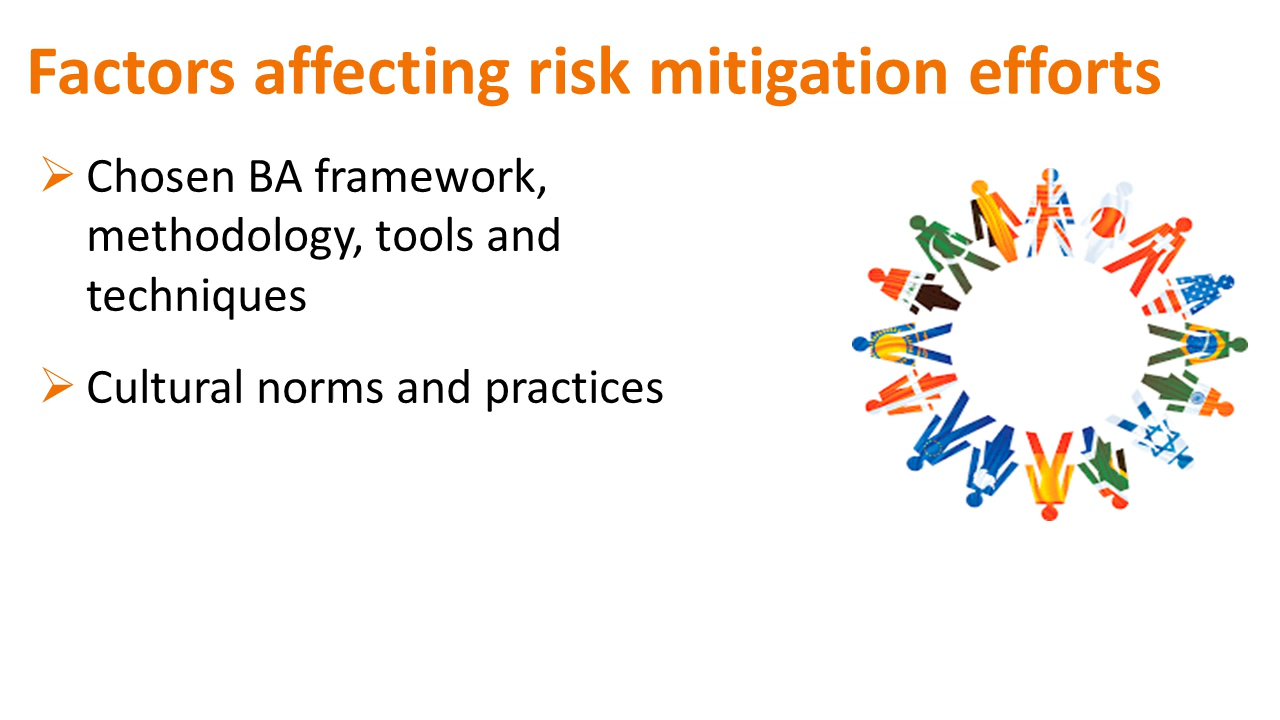 Factors affecting risk mitigation efforts
Chosen BA framework,
methodology, tools and
techniques
Cultural norms and practices